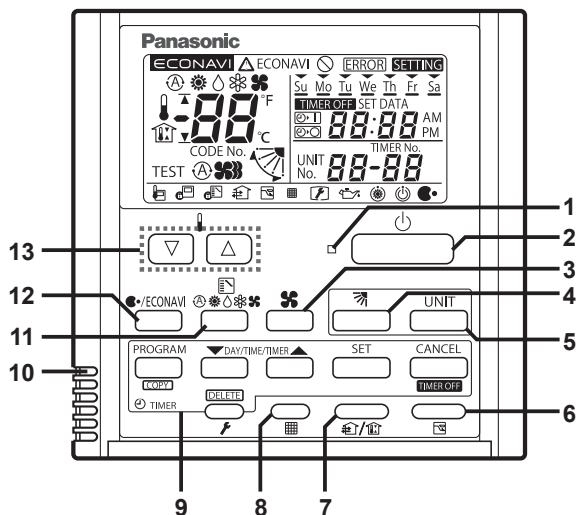 Panasonic
ECONAVI ECONAVI ERROR SETTING
Su Mo Tu We Th Fr Sa
°F
TIMER OFF SET DATA
-88
88:88 AM
PM
°C
CODE No.
TIMER No.
TEST
UNIT No. 88-88
1
2
13
3
4
/ECONAVI
UNIT
12
11
5
10
PROGRAM
DAY/TIME/TIMER
SET
CANCEL
COPY
TIMER OFF
TIMER
DELETE
6
9
8
7